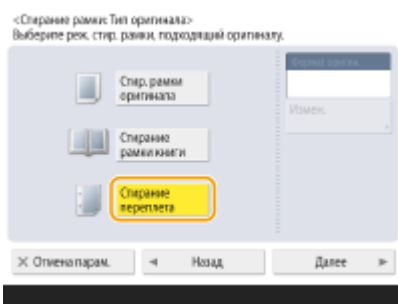 <Стирание рамки: Тип оригинала>
Выберите реж. стир. рамки, подходящий оригиналу.
Формат ориги.
Стир. рамки
оригинала
Измен.
Стирание
рамки книги
Стирание
переплета
Отмена парам.
Назад
Далее